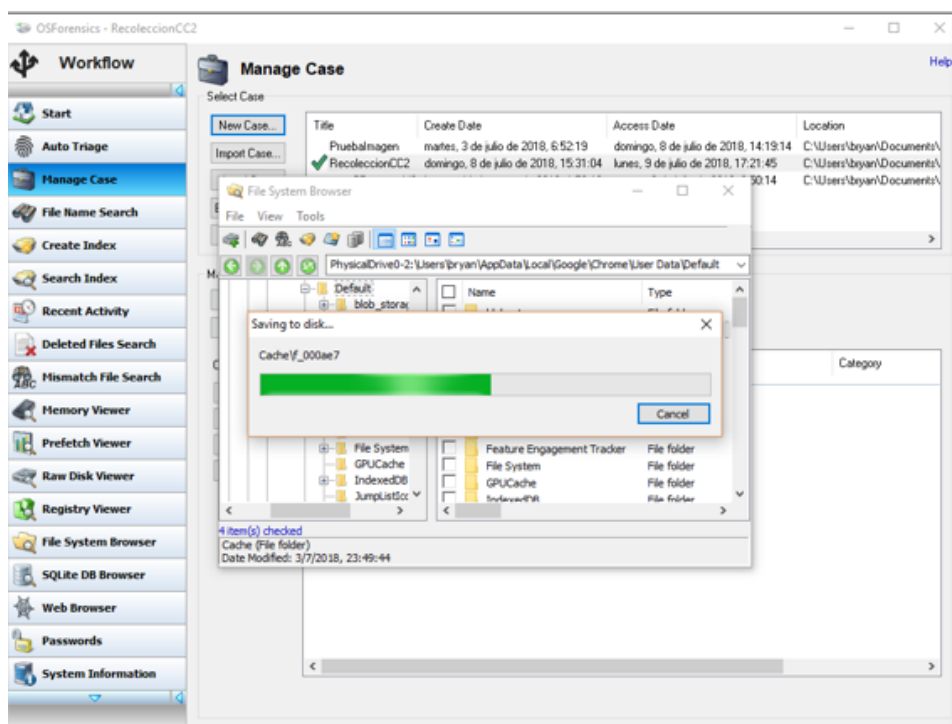 OSForensics - RecoleccionCC2
Workflow
Start
Auto Triage
Manage Case
File Name Search
Create Index
Search Index
Recent Activity
Deleted Files Search
Mismatch File Search
Memory Viewer
Prefetch Viewer
Raw Disk Viewer
Registry Viewer
File System Browser
SQLite DB Browser
Web Browser
Passwords
System Information
Manage Case
Help
Select Case
New Case...
Import Case...
Title Create Date Access Date Location
PruebaImagen martes, 3 de julio de 2018, 6:52:19 domingo, 8 de julio de 2018, 14:19:14 C:\Users\bryan\Documents\
RecoleccionCC2 domingo, 8 de julio de 2018, 15:31:04 lunes, 9 de julio de 2018, 17:21:45 C:\Users\bryan\Documents\
50:14 C:\Users\bryan\Documents\
File System Browser
File View Tools
PhysicalDrive0-2:\Users\bryan\AppData\Local\Google\Chrome\User Data\Default
Default
blob_storag
Name Type
Saving to disk...
Cache\f_000ae7
Cancel
Category
File System
GPUCache
IndexedDB
JumpListIcc
Feature Engagement Tracker File folder
File System File folder
GPUCache File folder
IndexedDB File folder
4 item(s) checked
Cache (File folder)
Date Modified: 3/7/2018, 23:49:44